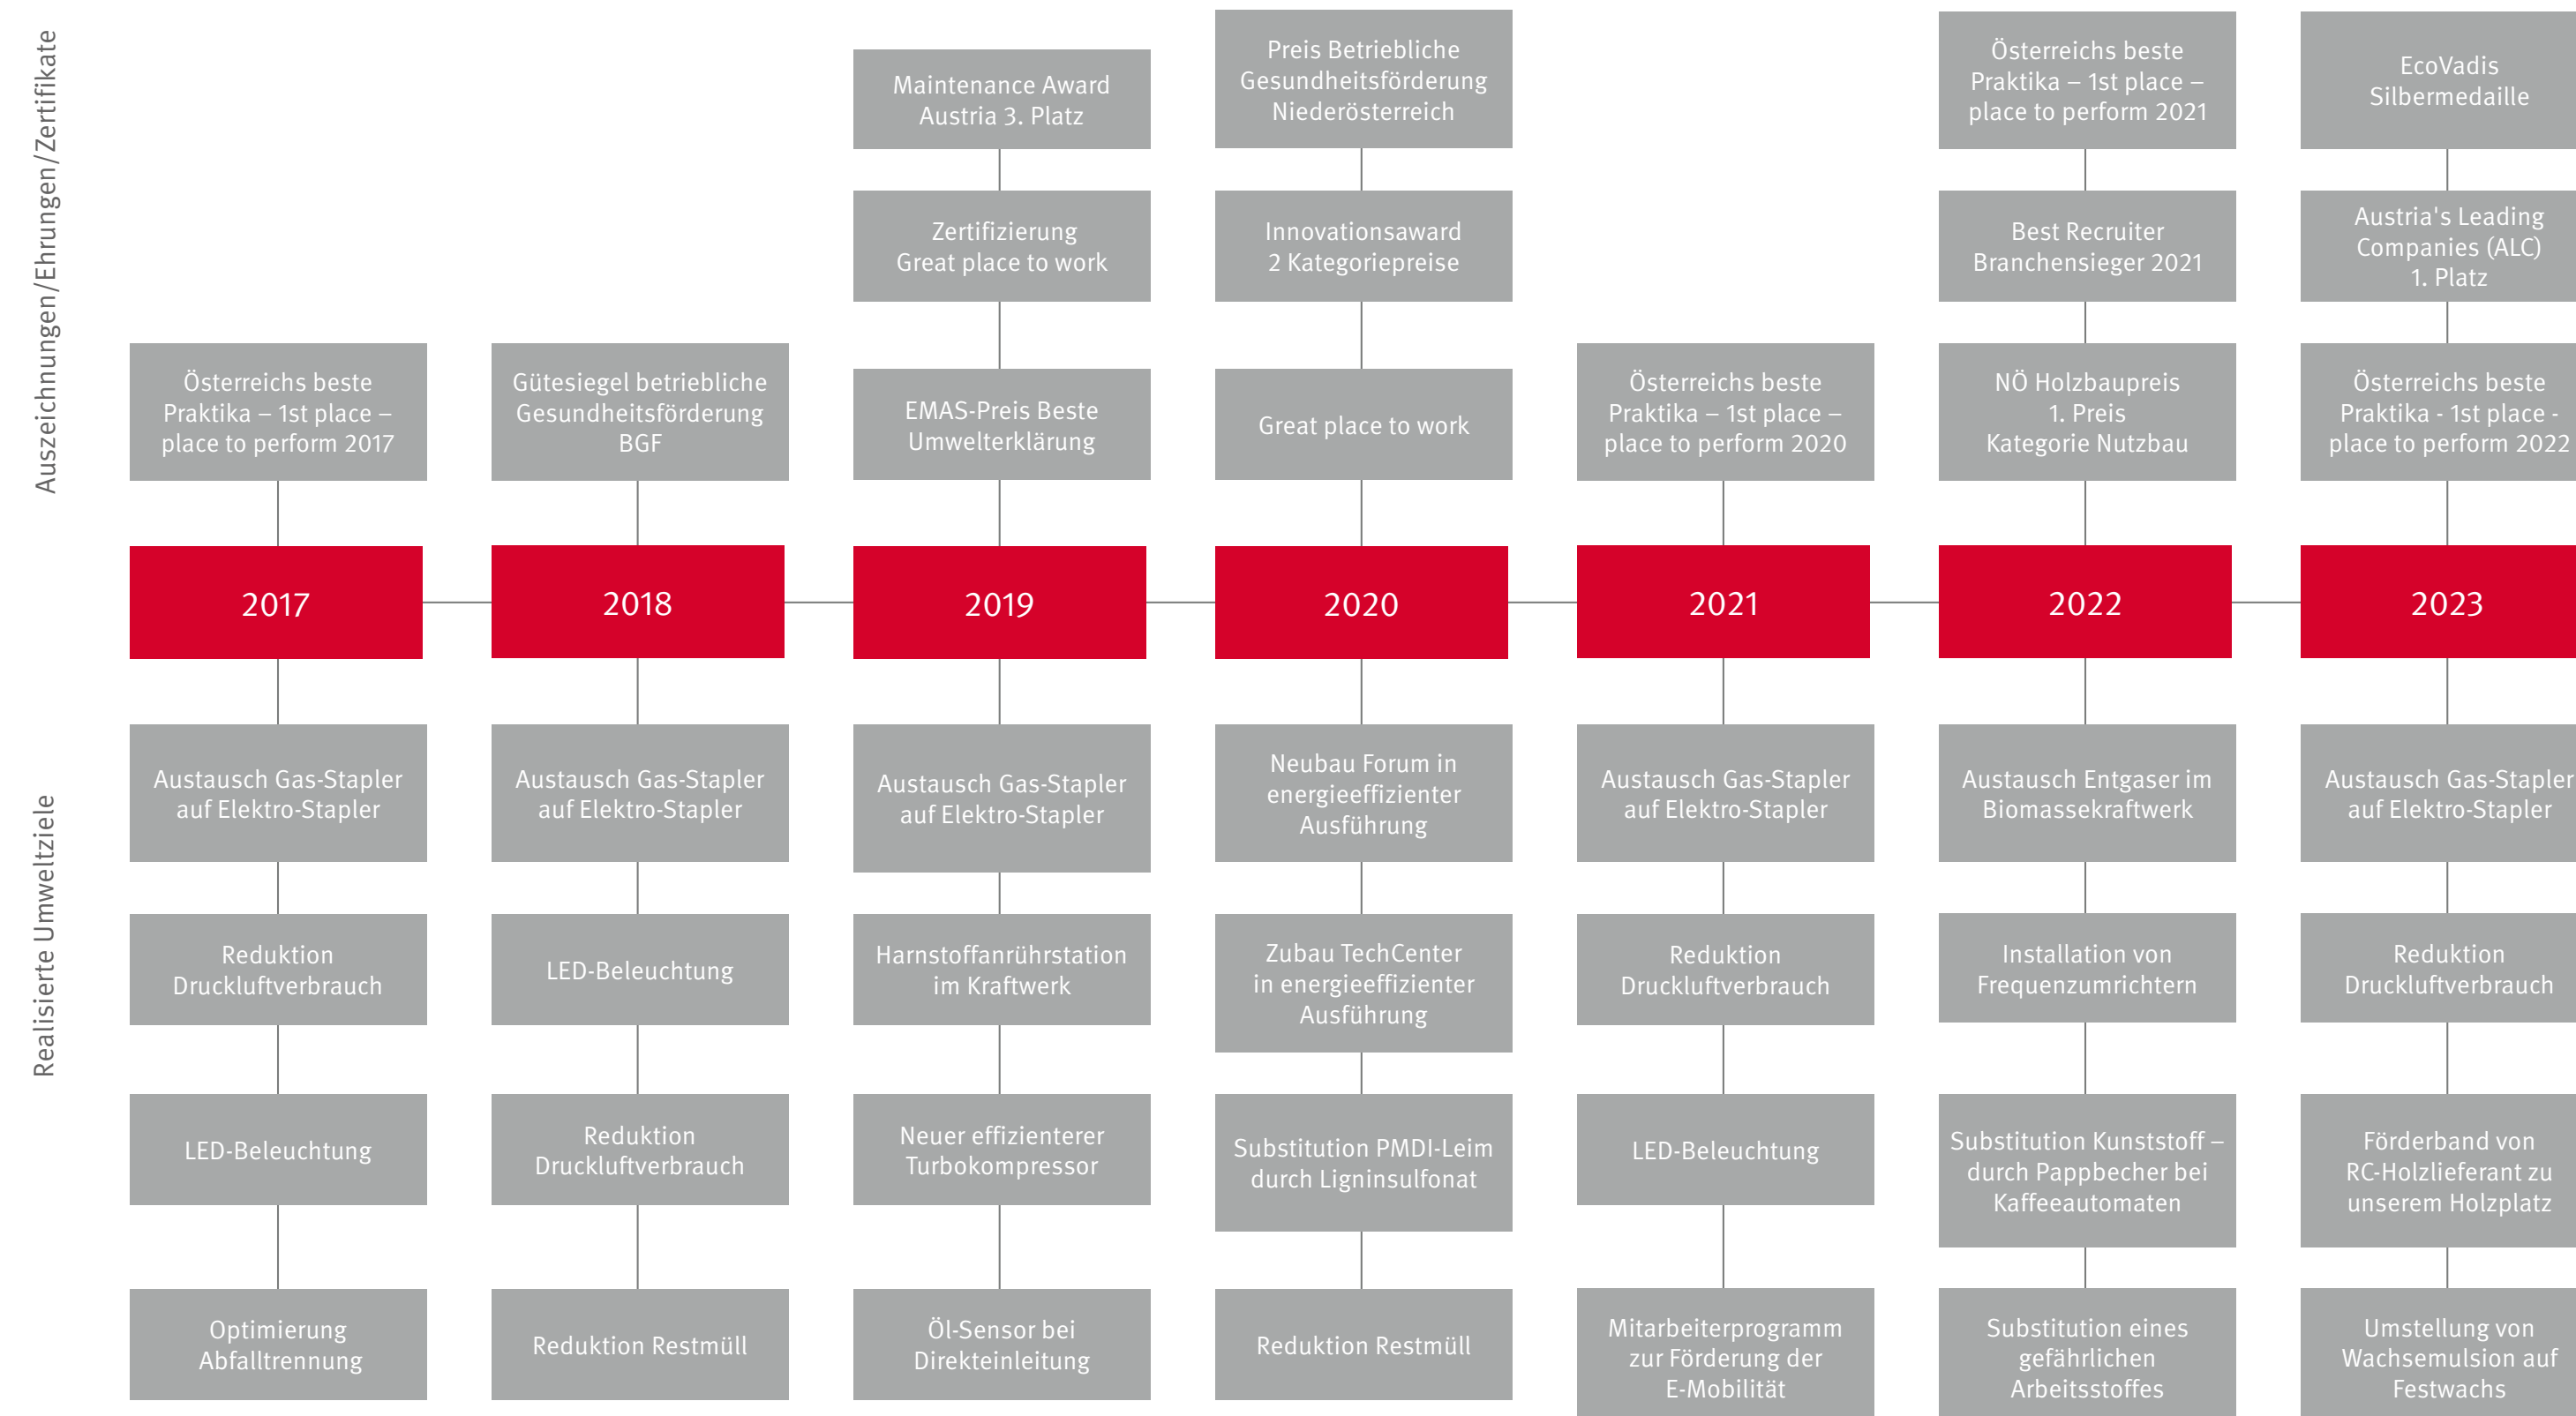 Auszeichnungen/Ehrungen/Zertifikate
Österreichs beste
Praktika – 1st place –
place to perform 2017
Gütesiegel betriebliche
Gesundheitsförderung
BGF
Maintenance Award
Austria 3. Platz
Zertifizierung
Great place to work
EMAS-Preis Beste
Umwelterklärung
Preis Betriebliche
Gesundheitsförderung
Niederösterreich
Innovationsaward
2 Kategoriepreise
Great place to work
Österreichs beste
Praktika – 1st place –
place to perform 2020
Österreichs beste
Praktika – 1st place –
place to perform 2021
Best Recruiter
Branchensieger 2021
NÖ Holzbaupreis
1. Preis
Kategorie Nutzbau
EcoVadis
Silbermedaille
Austria's Leading
Companies (ALC)
1. Platz
Österreichs beste
Praktika - 1st place -
place to perform 2022
2017
2018
2019
2020
2021
2022
2023
Realisierte Umweltziele
Austausch Gas-Stapler
auf Elektro-Stapler
Reduktion
Druckluftverbrauch
LED-Beleuchtung
Optimierung
Abfalltrennung
Austausch Gas-Stapler
auf Elektro-Stapler
LED-Beleuchtung
Reduktion
Druckluftverbrauch
Reduktion Restmüll
Austausch Gas-Stapler
auf Elektro-Stapler
Harnstoffanrührstation
im Kraftwerk
Neuer effizienterer
Turbokompressor
Öl-Sensor bei
Direkteinleitung
Neubau Forum in
energieeffizienter
Ausführung
Zubau TechCenter
in energieeffizienter
Ausführung
Substitution PMDI-Leim
durch Ligninsulfonat
Reduktion Restmüll
Austausch Gas-Stapler
auf Elektro-Stapler
Reduktion
Druckluftverbrauch
LED-Beleuchtung
Mitarbeiterprogramm
zur Förderung der
E-Mobilität
Austausch Entgaser im
Biomassekraftwerk
Installation von
Frequenzumrichtern
Substitution Kunststoff –
durch Pappbecher bei
Kaffeeautomaten
Substitution eines
gefährlichen
Arbeitsstoffes
Austausch Gas-Stapler
auf Elektro-Stapler
Reduktion
Druckluftverbrauch
Förderband von
RC-Holzlieferant zu
unserem Holzplatz
Umstellung von
Wachsemulsion auf
Festwachs